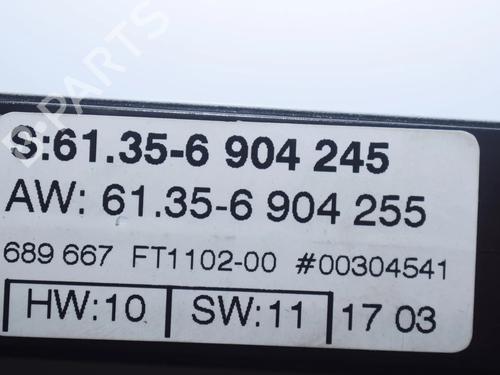 S:61.35-6 904 245
AW: 61.35-6 904 255
689 667 FT1102-00 #00304541
HW:10 SW:11 17 03
B-PARTS